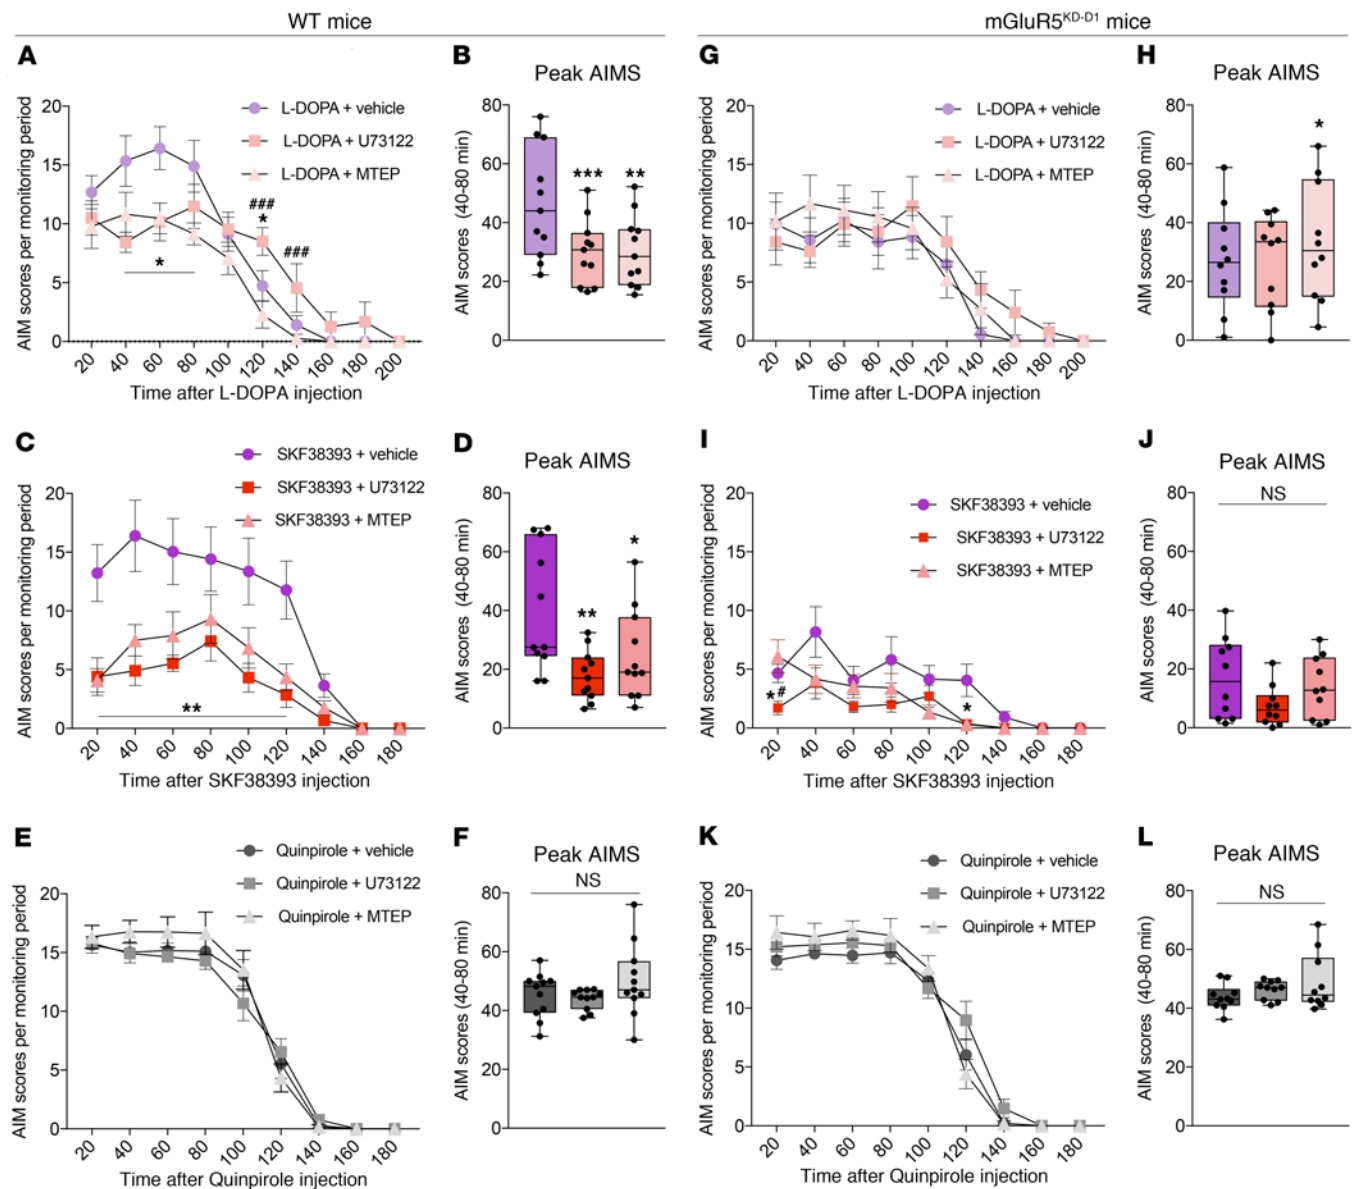 WT mice
mGluR5KD-D1 mice
A
B
G
H
Peak AIMS
Peak AIMS
AIM scores per monitoring period
20
15
10
5
0
L-DOPA + vehicle
L-DOPA + U73122
L-DOPA + MTEP
###
*
###
*
20 40 60 80 100 120 140 160 180 200
Time after L-DOPA injection
AIM scores (40-80 min)
80
60
40
20
0
*** **
AIM scores per monitoring period
20
15
10
5
0
L-DOPA + vehicle
L-DOPA + U73122
L-DOPA + MTEP
20 40 60 80 100 120 140 160 180 200
Time after L-DOPA injection
AIM scores (40-80 min)
80
60
40
20
0
*
C
D
I
J
Peak AIMS
Peak AIMS
AIM scores per monitoring period
20
15
10
5
0
SKF38393 + vehicle
SKF38393 + U73122
SKF38393 + MTEP
**
20 40 60 80 100 120 140 160 180
Time after SKF38393 injection
AIM scores (40-80 min)
80
60
40
20
0
*
**
AIM scores per monitoring period
20
15
10
5
0
SKF38393 + vehicle
SKF38393 + U73122
SKF38393 + MTEP
*#
*
20 40 60 80 100 120 140 160 180
Time after SKF38393 injection
AIM scores (40-80 min)
80
60
40
20
0
NS
E
F
K
L
Peak AIMS
Peak AIMS
AIM scores per monitoring period
20
15
10
5
0
Quinpirole + vehicle
Quinpirole + U73122
Quinpirole + MTEP
20 40 60 80 100 120 140 160 180
Time after Quinpirole injection
AIM scores (40-80 min)
80
60
40
20
0
NS
AIM scores per monitoring period
20
15
10
5
0
Quinpirole + vehicle
Quinpirole + U73122
Quinpirole + MTEP
20 40 60 80 100 120 140 160 180
Time after Quinpirole injection
AIM scores (40-80 min)
80
60
40
20
0
NS